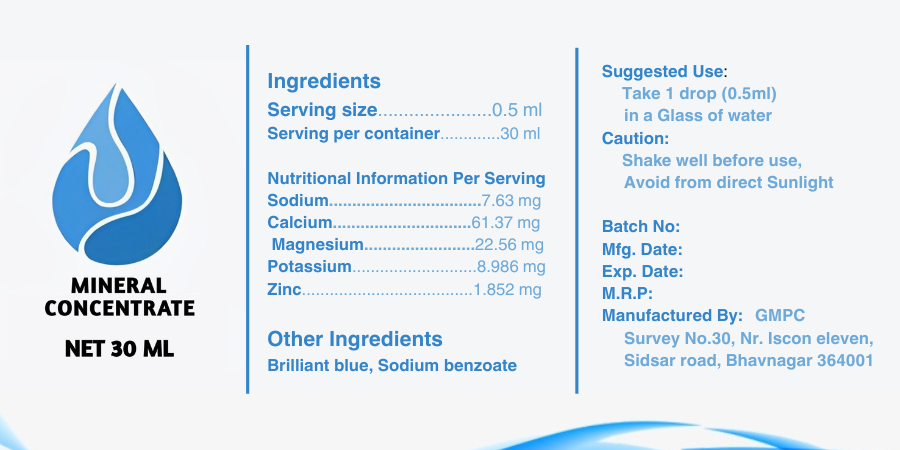 MINERAL
CONCENTRATE
NET 30 ML
Ingredients
Serving size......................0.5 ml
Serving per container.............30 ml
Nutritional Information Per Serving
Sodium..................................7.63 mg
Calcium...............................61.37 mg
Magnesium.........................22.56 mg
Potassium............................8.986 mg
Zinc......................................1.852 mg
Other Ingredients
Brilliant blue, Sodium benzoate
Suggested Use:
Take 1 drop (0.5ml)
in a Glass of water
Caution:
Shake well before use,
Avoid from direct Sunlight
Batch No:
Mfg. Date:
Exp. Date:
M.R.P:
Manufactured By: GMPC
Survey No.30, Nr. Iscon eleven,
Sidsar road, Bhavnagar 364001